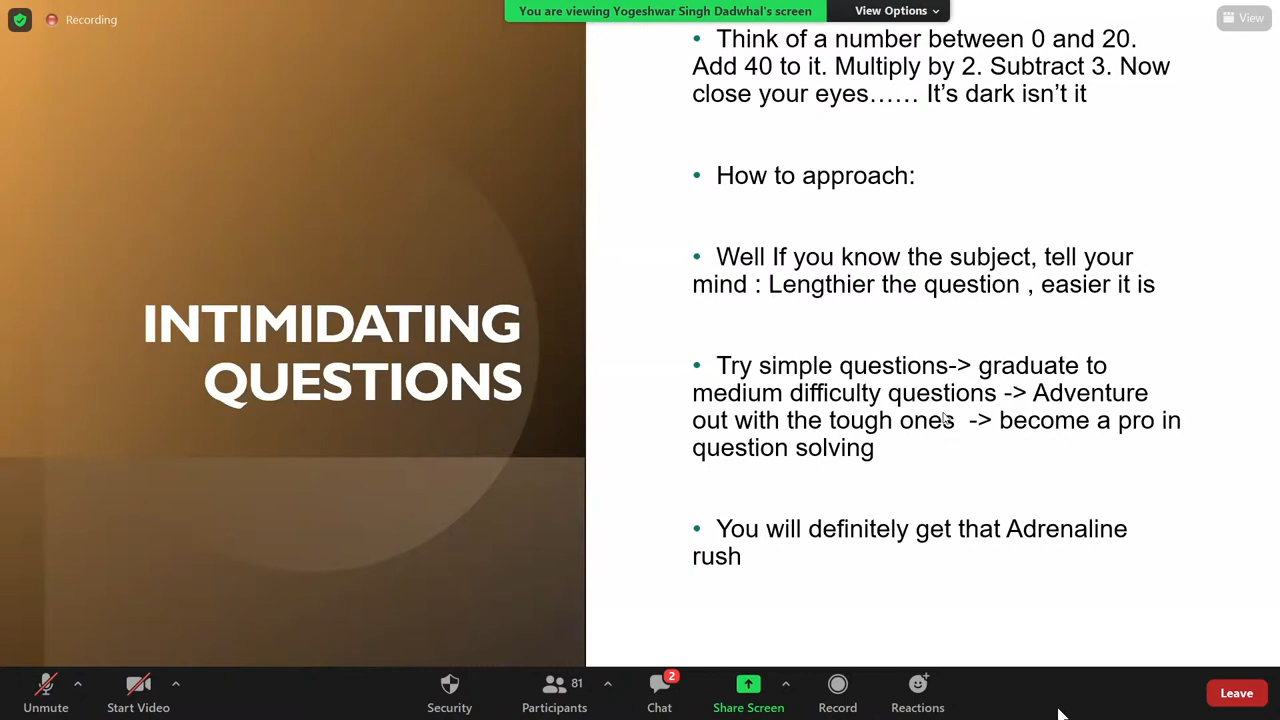 Recording
You are viewing Yogeshwar Singh Dadwhal's screen
View Options
View
• Think of a number between 0 and 20.
Add 40 to it. Multiply by 2. Subtract 3. Now
close your eyes…… It’s dark isn’t it
• How to approach:
• Well If you know the subject, tell your
mind : Lengthier the question , easier it is
• Try simple questions-> graduate to
medium difficulty questions -> Adventure
out with the tough ones -> become a pro in
question solving
• You will definitely get that Adrenaline
rush
INTIMIDATING
QUESTIONS
Unmute
Start Video
Security
81
Participants
2
Chat
Share Screen
Record
Reactions
Leave